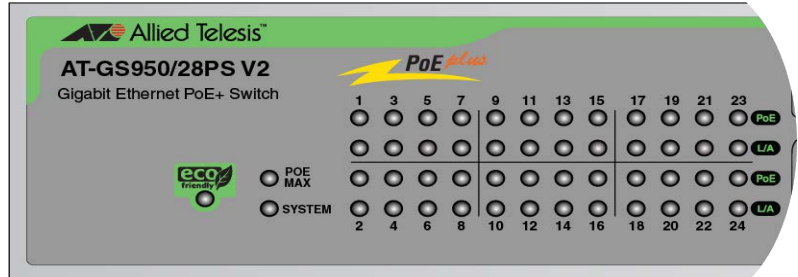 Allied Telesis™
AT-GS950/28PS V2
Gigabit Ethernet PoE+ Switch
PoE plus
1 3 5 7 9 11 13 15 17 19 21 23
PoE
L/A
eco
friendly
POE
MAX
PoE
SYSTEM
L/A
2 4 6 8 10 12 14 16 18 20 22 24